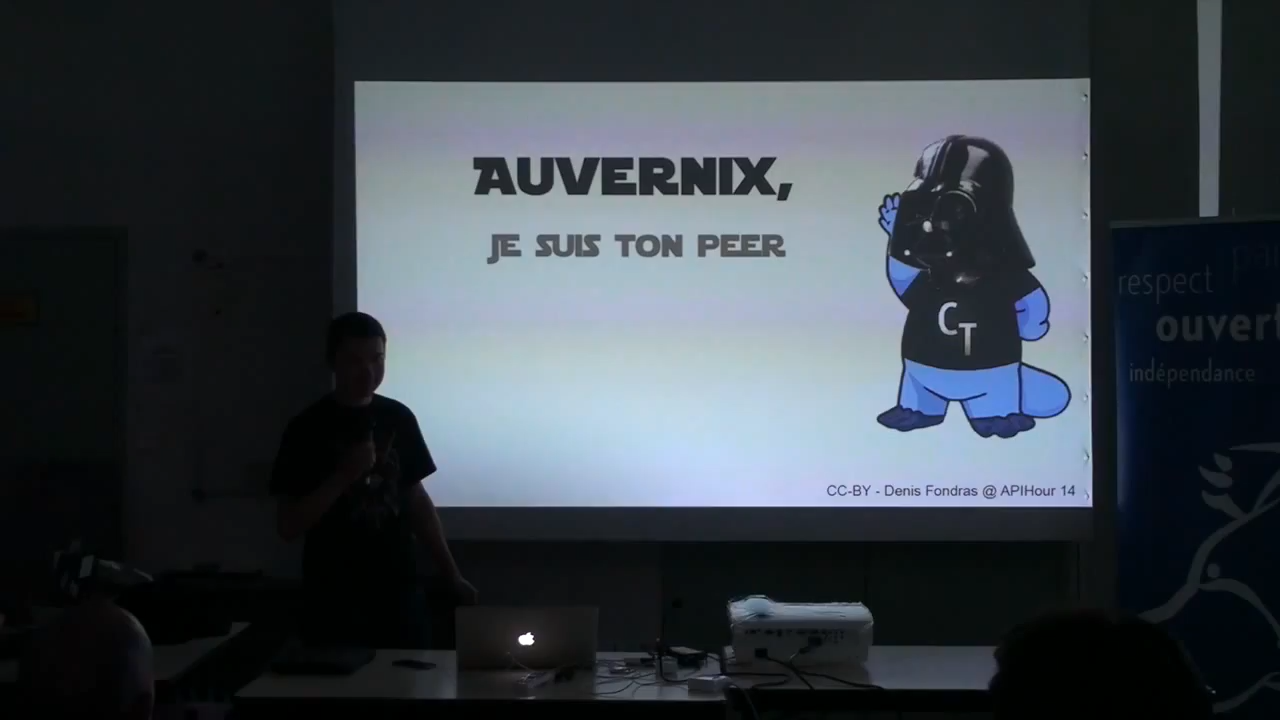 AUVERNIX,
JE SUIS TON PEER
CT
CC-BY - Denis Fondras @ APIHour 14
respect
ouvert
indépendance